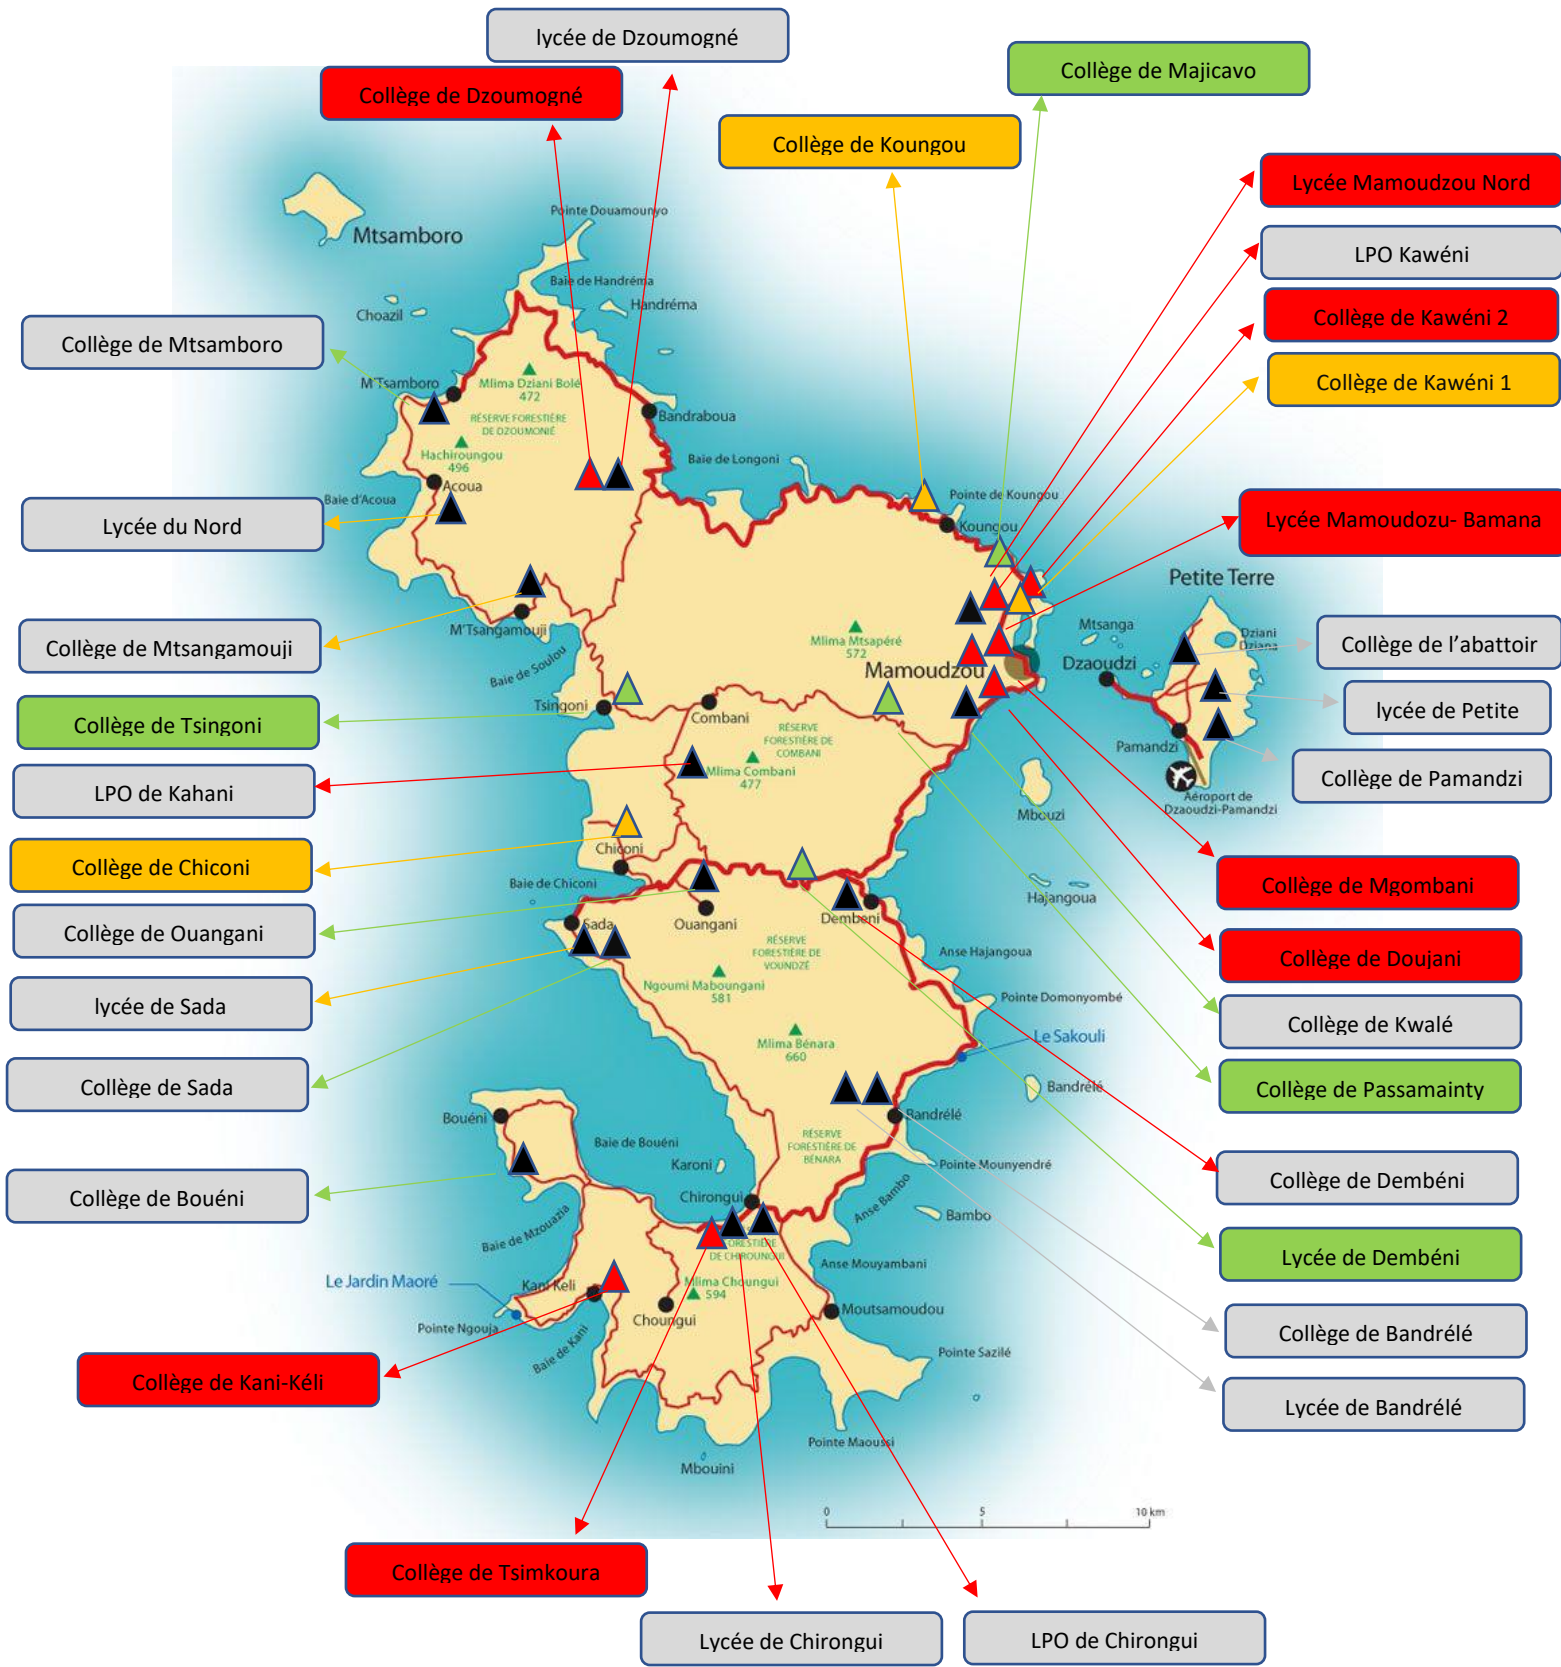 lycée de Dzoumogné
Collège de Majicavo
Collège de Dzoumogné
Collège de Koungou
Lycée Mamoudzou Nord
LPO Kawéni
Collège de Kawéni 2
Collège de Kawéni 1
Pointe Douamounyo
Mtsamboro
Baie de Handréma
Handréma
Choazil
Collège de Mtsamboro
M'Tsamboro
Mlima Dziani Bolé
472
RÉSERVE FORESTIÈRE
DE DZOUMONIÉ
Bandraboua
Hachiroungou
496
Baie de Longoni
Acoua
Baie d'Acoua
Pointe de Koungou
Koungou
Lycée du Nord
Lycée Mamoudozu- Bamana
Petite Terre
M'Tsangamouji
Mlima Mtsapéré
572
Mtsanga
Dziani
Dziana
Collège de l'abattoir
Collège de Mtsangamouji
Baie de Soulou
Mamoudzou
Dzaoudzi
lycée de Petite
Tsingoni
Combani
Collège de Tsingoni
RÉSERVE
FORESTIÈRE DE
COMBANI
Pamandzi
Collège de Pamandzi
LPO de Kahani
Mlima Combani
477
Mbouzi
Aéroport de
Dzaoudzi-Pamandzi
Chiconi
Collège de Chiconi
Baie de Chiconi
Hajangoua
Collège de Mgombani
Collège de Ouangani
Sada
Ouangani
Dembeni
RÉSERVE
FORESTIÈRE DE
VOUNDZÉ
Anse Hajangoua
Collège de Doujani
lycée de Sada
Ngoumi Maboungani
581
Pointe Domonyombé
Collège de Kwalé
Mlima Bénara
660
Le Sakouli
Collège de Sada
Bandrélé
Collège de Passamainty
Bouéni
Bandrélé
Baie de Bouéni
RÉSERVE
FORESTIÈRE DE
BÉNARA
Karoni
Pointe Mounyendré
Collège de Dembéni
Collège de Bouéni
Chirongui
Anse Bambo
Bambo
Baie de Mzouazia
FORESTIÈRE
DE CHIROUNGUI
Anse Mouyambani
Lycée de Dembéni
Le Jardin Maoré
Kani Keli
Mlima Choungui
594
Pointe Ngouja
Choungui
Moutsamoudou
Baie de Kani
Collège de Bandrélé
Pointe Sazilé
Collège de Kani-Kéli
Lycée de Bandrélé
Pointe Maoussi
Mbouini
0 5 10 km
Collège de Tsimkoura
Lycée de Chirongui
LPO de Chirongui